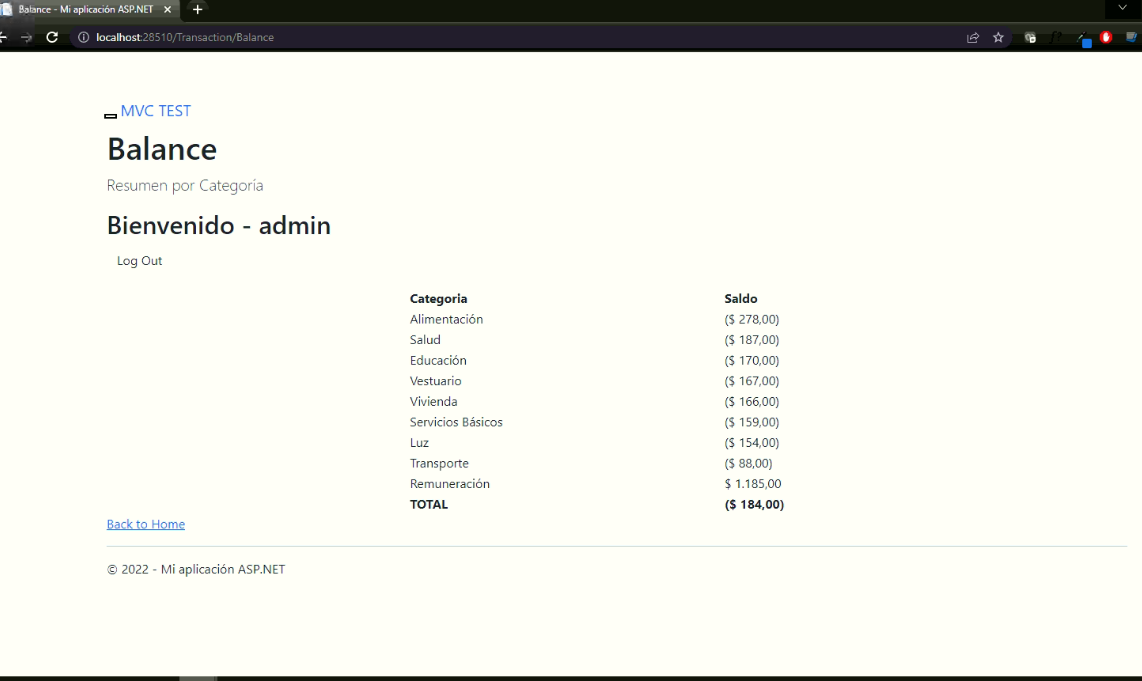 Balance - Mi aplicación ASP.NET
localhost:28510/Transaction/Balance
MVC TEST
Balance
Resumen por Categoría
Bienvenido - admin
Log Out
Categoria Saldo
Alimentación ($ 278,00)
Salud ($ 187,00)
Educación ($ 170,00)
Vestuario ($ 167,00)
Vivienda ($ 166,00)
Servicios Básicos ($ 159,00)
Luz ($ 154,00)
Transporte ($ 88,00)
Remuneración $ 1.185,00
TOTAL ($ 184,00)
Back to Home
© 2022 - Mi aplicación ASP.NET